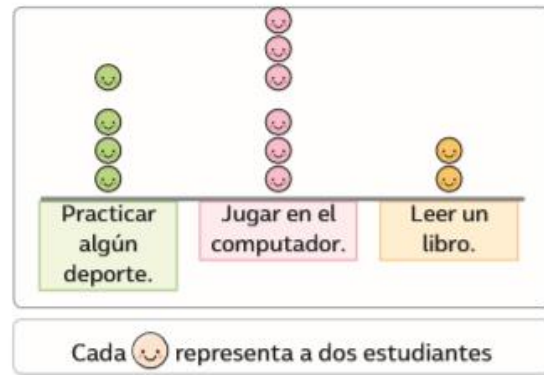 Practicar
algún
deporte.
Jugar en el
computador.
Leer un
libro.
Cada representa a dos estudiantes